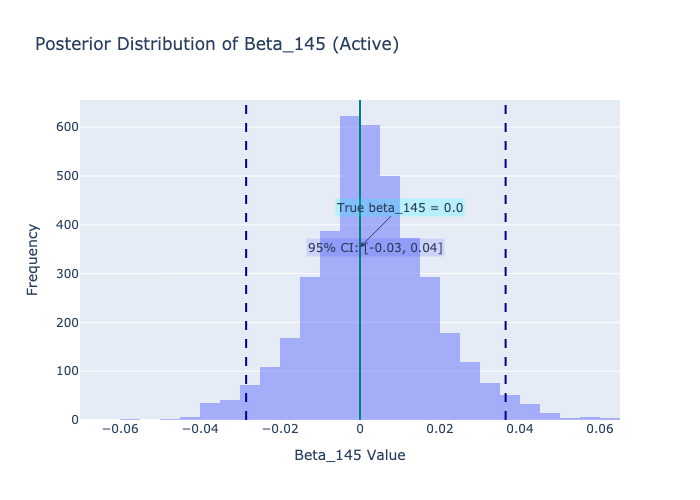 Posterior Distribution of Beta_145 (Active)
600
500
400
300
200
100
0
Frequency
True beta_145 = 0.0
95% CI: [-0.03, 0.04]
−0.06
−0.04
−0.02
0
0.02
0.04
0.06
Beta_145 Value